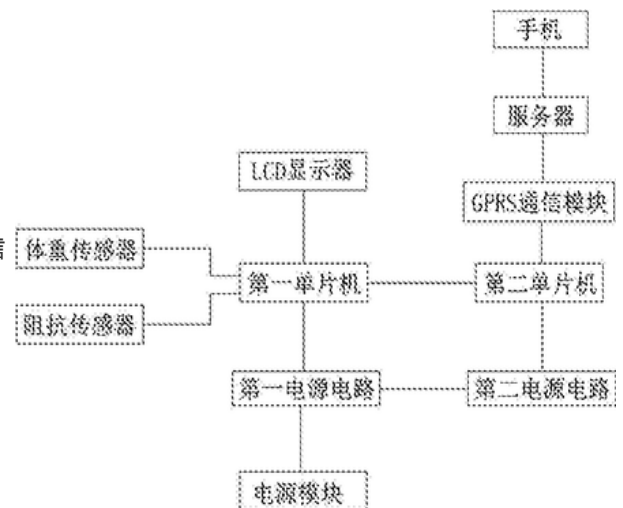 手机
服务器
LCD显示器
GPRS通信模块
体重传感器
第一单片机
第二单片机
阻抗传感器
第一电源电路
第二电源电路
电源模块